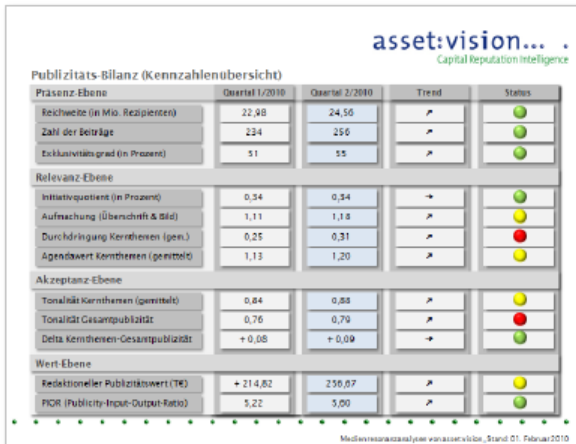 asset:vision... .
Capital Reputation Intelligence
Publizitäts-Bilanz (Kennzahlenübersicht)
Präsenz-Ebene Quartal 1/2010 Quartal 2/2010 Trend Status
Reichweite (in Mio. Rezipienten) 22,98 24,56
Zahl der Beiträge 234 256
Exklusivitätsgrad (in Prozent) 51 55
Relevanz-Ebene
Initiativquotient (in Prozent) 0,34 0,34
Aufmachung (Überschrift & Bild) 1,11 1,18
Durchdringung Kernthemen (gem.) 0,25 0,31
Agendawert Kernthemen (gemittelt) 1,13 1,20
Akzeptanz-Ebene
Tonalität Kernthemen (gemittelt) 0,84 0,88
Tonalität Gesamtpublizität 0,76 0,79
Delta Kernthemen-Gesamtpublizität + 0,08 + 0,09
Wert-Ebene
Redaktioneller Publizitätswert (T€) + 214,82 256,67
PIOR (Publicity-Input-Output-Ratio) 5,22 5,60
Medienresonanzanalyse von asset:vision, Stand 01. Februar 2010